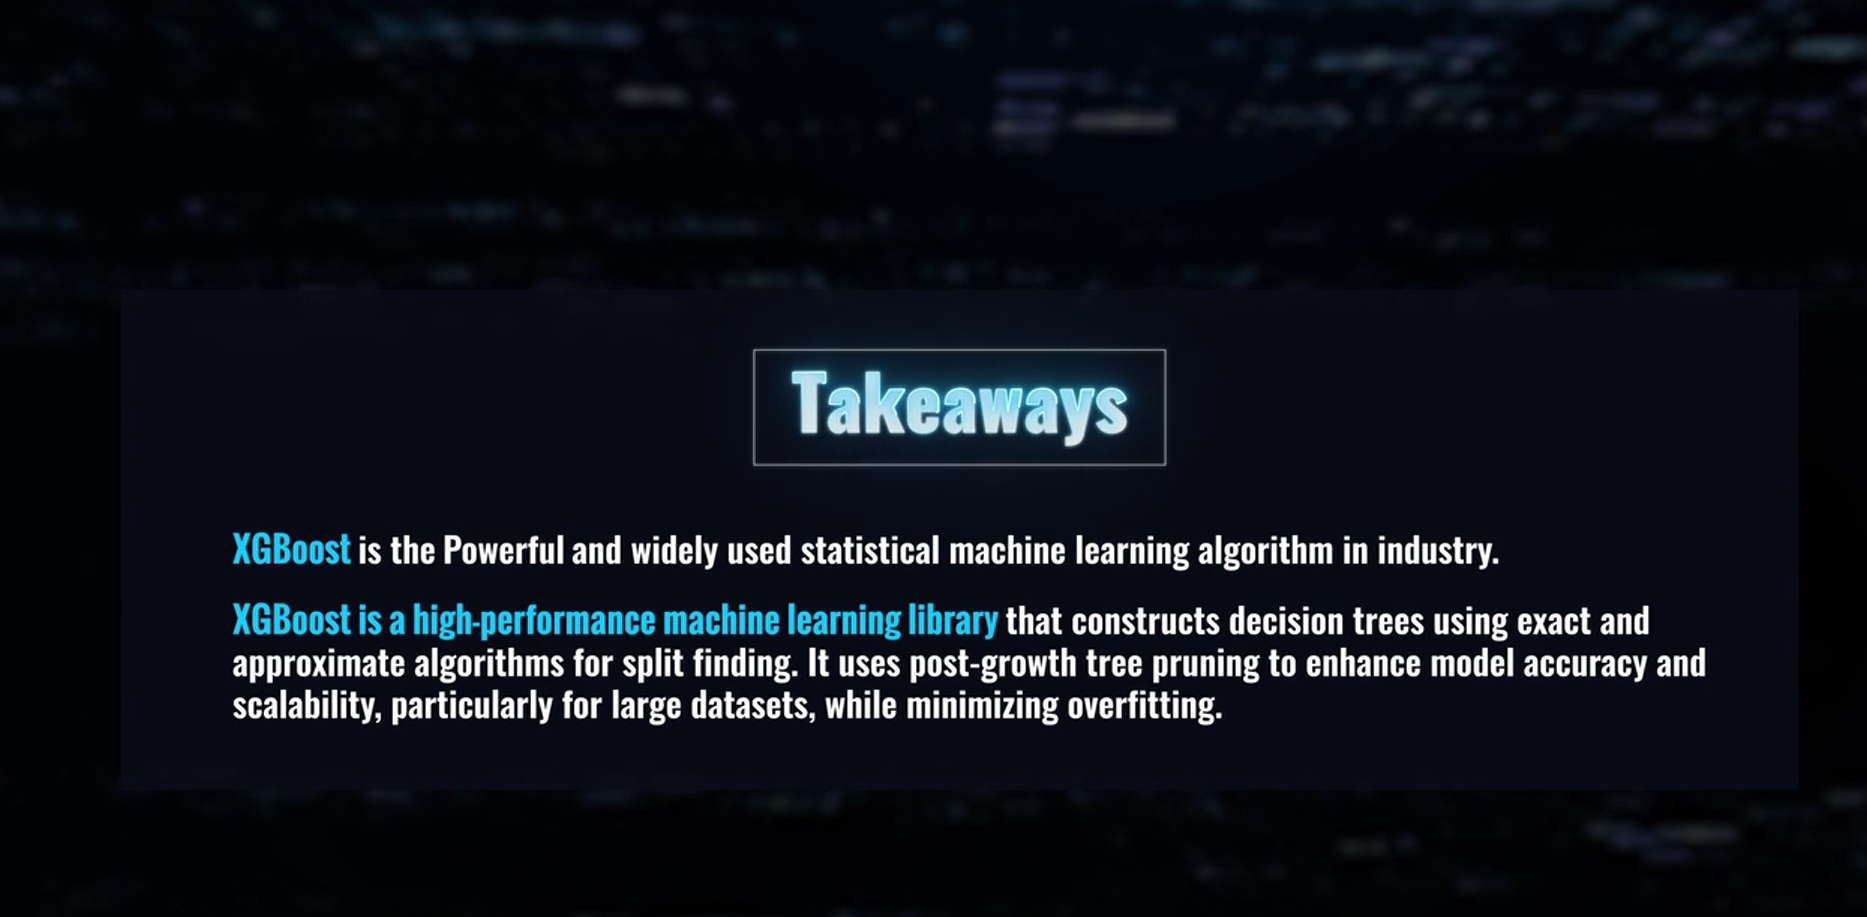 Takeaways
XGBoost is the Powerful and widely used statistical machine learning algorithm in industry.
XGBoost is a high-performance machine learning library that constructs decision trees using exact and
approximate algorithms for split finding. It uses post-growth tree pruning to enhance model accuracy and
scalability, particularly for large datasets, while minimizing overfitting.